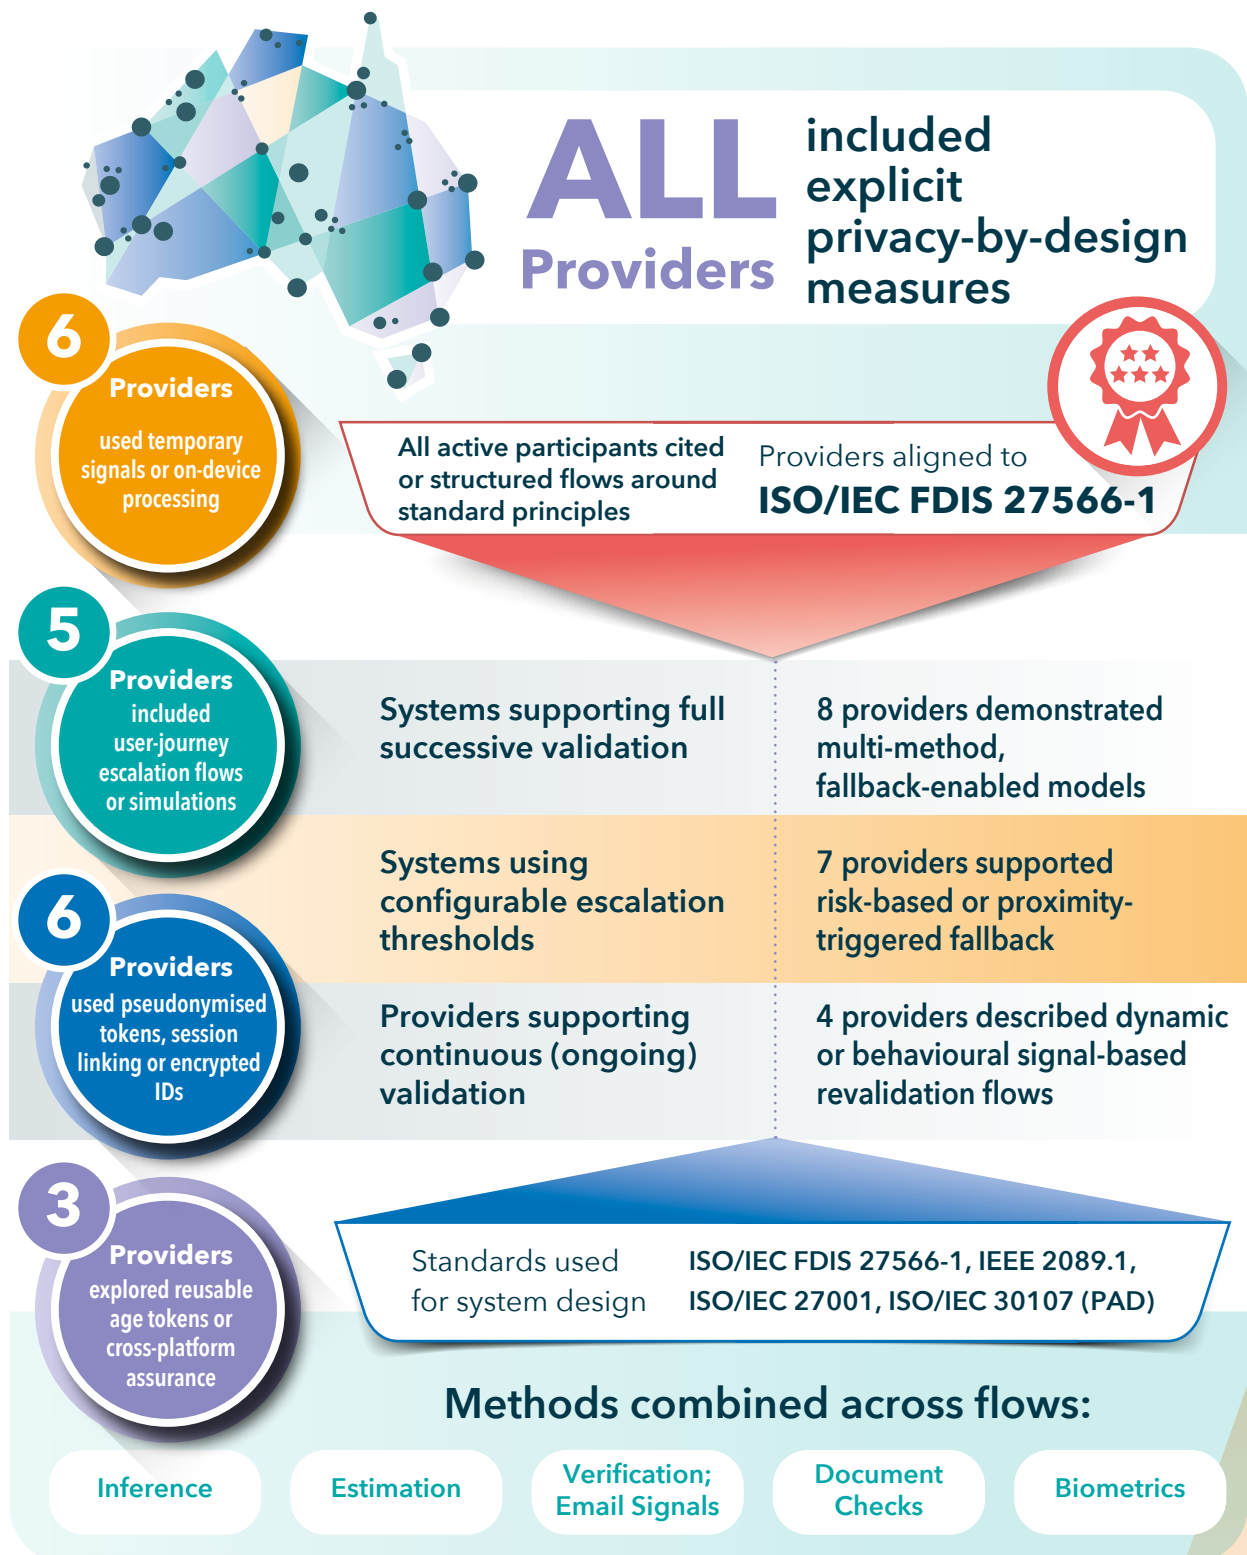 ALL
Providers
included
explicit
privacy-by-design
measures
6
Providers
used temporary
signals or on-device
processing
All active participants cited
or structured flows around
standard principles
Providers aligned to
ISO/IEC FDIS 27566-1
5
Providers
included
user-journey
escalation flows
or simulations
Systems supporting full
successive validation
8 providers demonstrated
multi-method,
fallback-enabled models
Systems using
configurable escalation
thresholds
7 providers supported
risk-based or proximity-
triggered fallback
6
Providers
used pseudonymised
tokens, session
linking or encrypted
IDs
Providers supporting
continuous (ongoing)
validation
4 providers described dynamic
or behavioural signal-based
revalidation flows
3
Providers
explored reusable
age tokens or
cross-platform
assurance
Standards used
for system design
ISO/IEC FDIS 27566-1, IEEE 2089.1,
ISO/IEC 27001, ISO/IEC 30107 (PAD)
Methods combined across flows:
Inference
Estimation
Verification;
Email Signals
Document
Checks
Biometrics